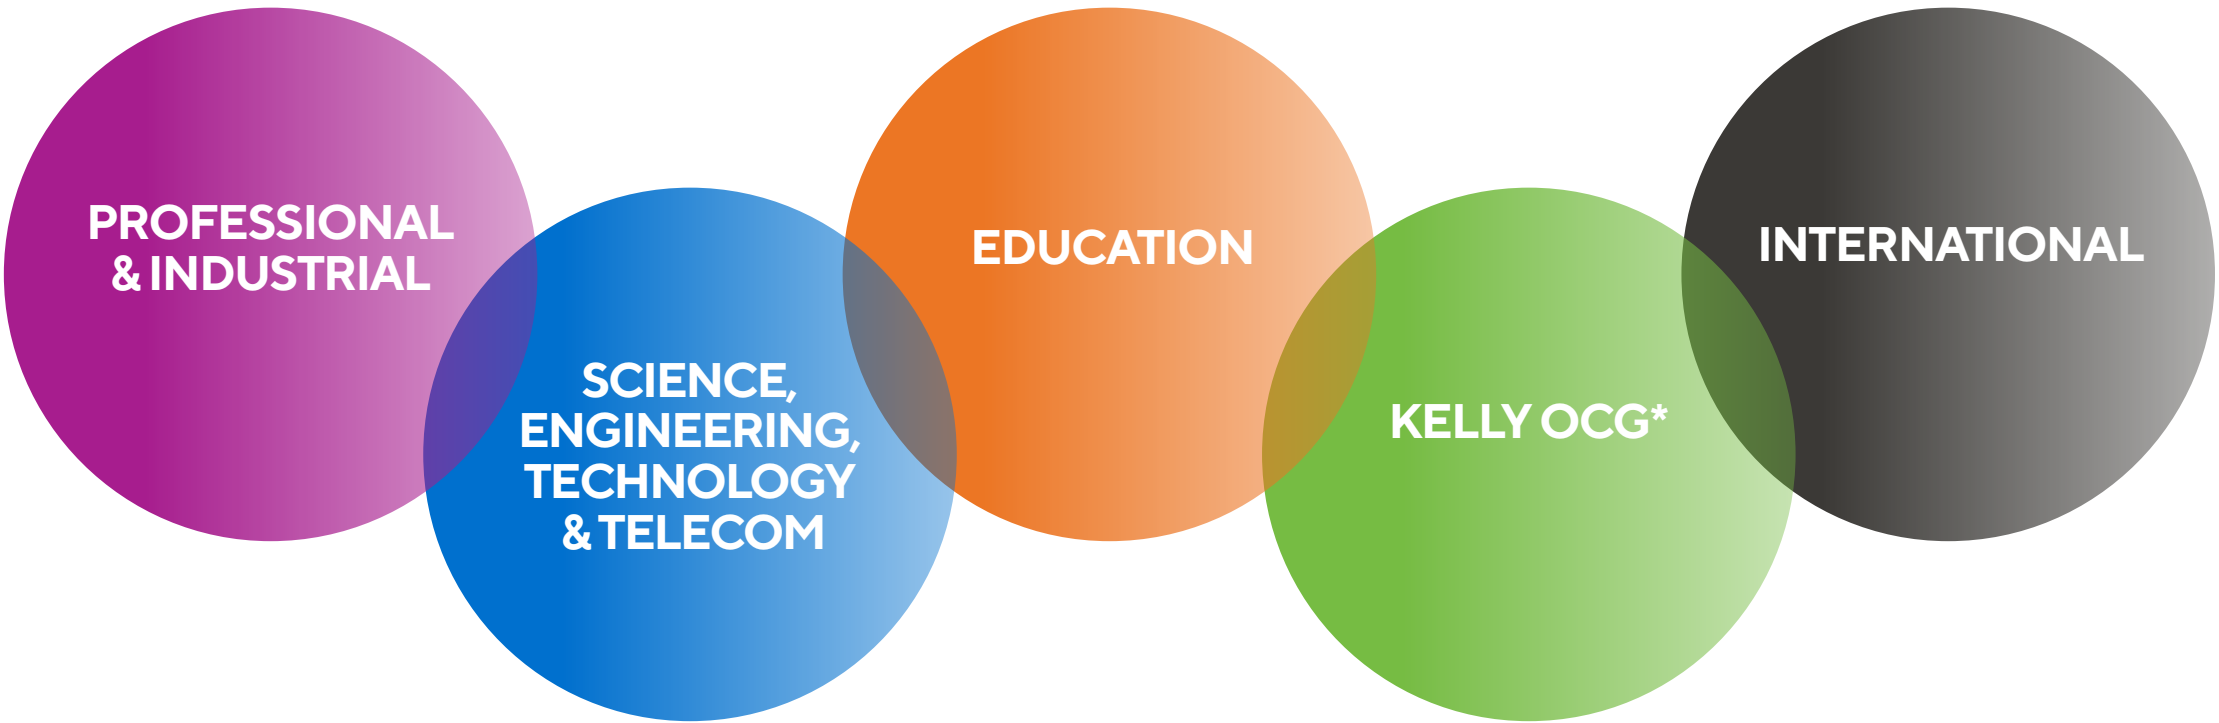 PROFESSIONAL
& INDUSTRIAL
SCIENCE,
ENGINEERING,
TECHNOLOGY
& TELECOM
EDUCATION
KELLY OCG*
INTERNATIONAL